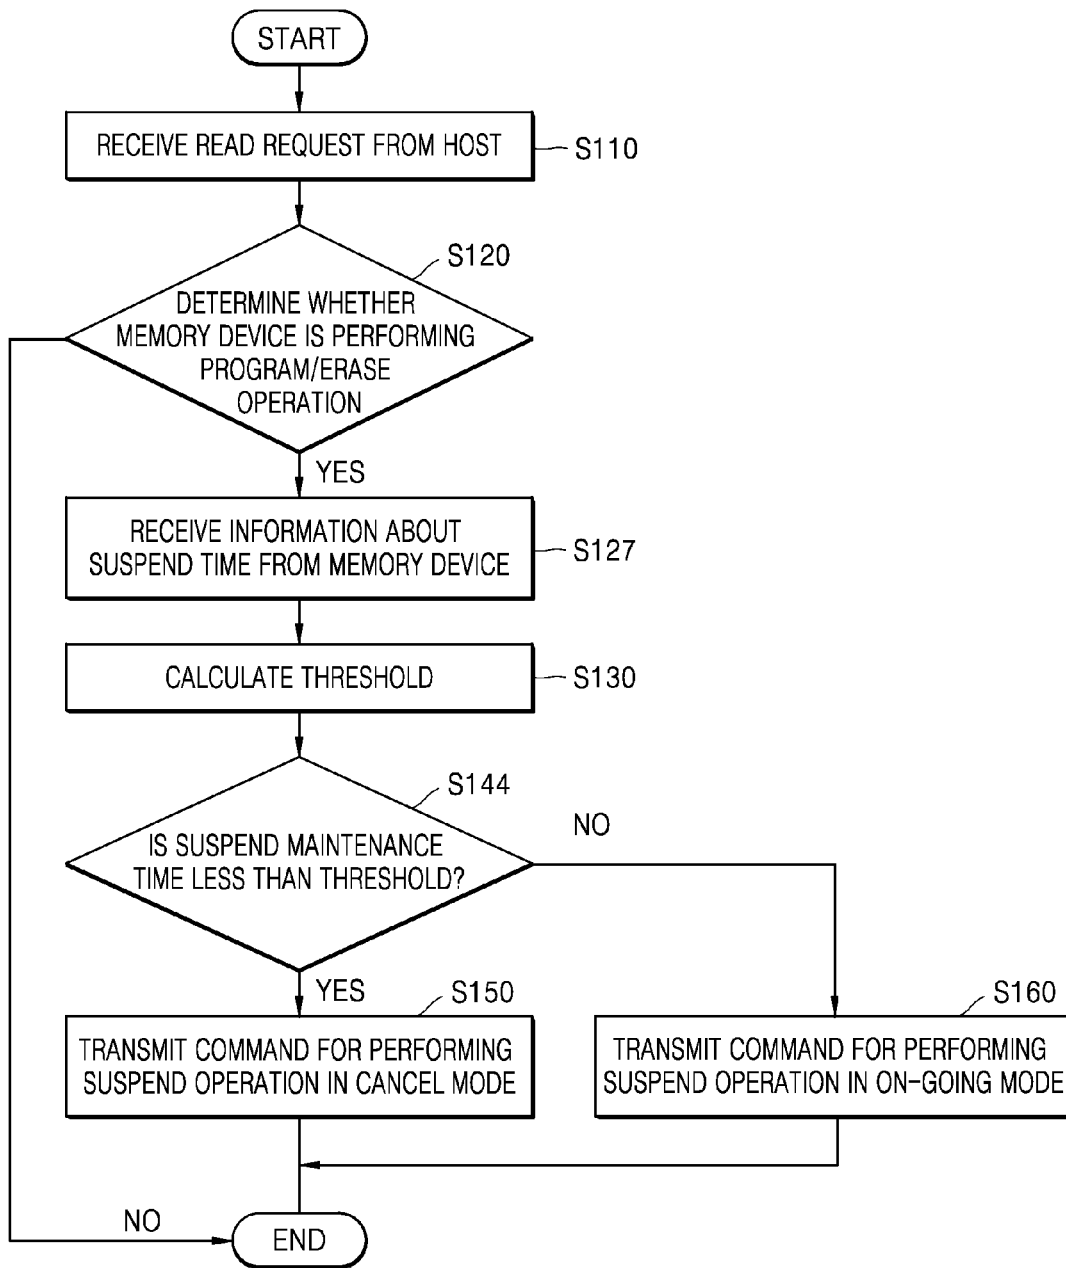 START
RECEIVE READ REQUEST FROM HOST
S110
S120
DETERMINE WHETHER
MEMORY DEVICE IS PERFORMING
PROGRAM/ERASE
OPERATION
YES
RECEIVE INFORMATION ABOUT
SUSPEND TIME FROM MEMORY DEVICE
S127
CALCULATE THRESHOLD
S130
S144
IS SUSPEND MAINTENANCE
TIME LESS THAN THRESHOLD?
NO
YES
S150
TRANSMIT COMMAND FOR PERFORMING
SUSPEND OPERATION IN CANCEL MODE
S160
TRANSMIT COMMAND FOR PERFORMING
SUSPEND OPERATION IN ON-GOING MODE
NO
END